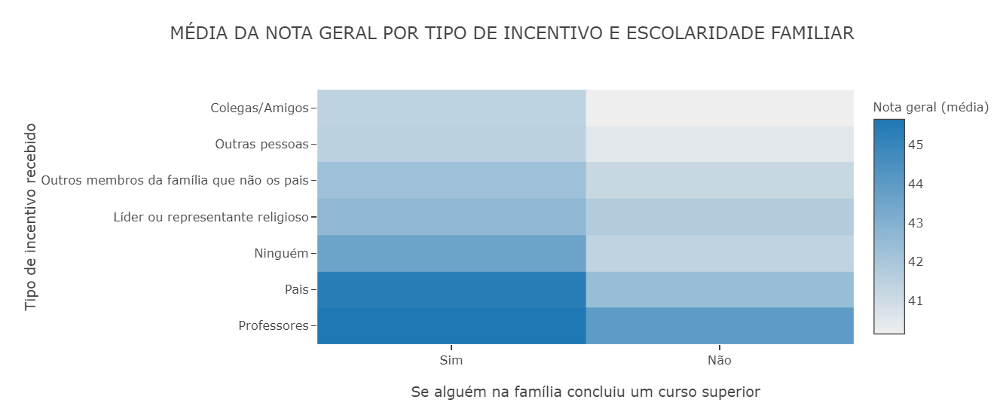 MÉDIA DA NOTA GERAL POR TIPO DE INCENTIVO E ESCOLARIDADE FAMILIAR
Tipo de incentivo recebido
Colegas/Amigos
Outras pessoas
Outros membros da família que não os pais
Líder ou representante religioso
Ninguém
Pais
Professores
Sim
Não
Se alguém na família concluiu um curso superior
Nota geral (média)
45
44
43
42
41